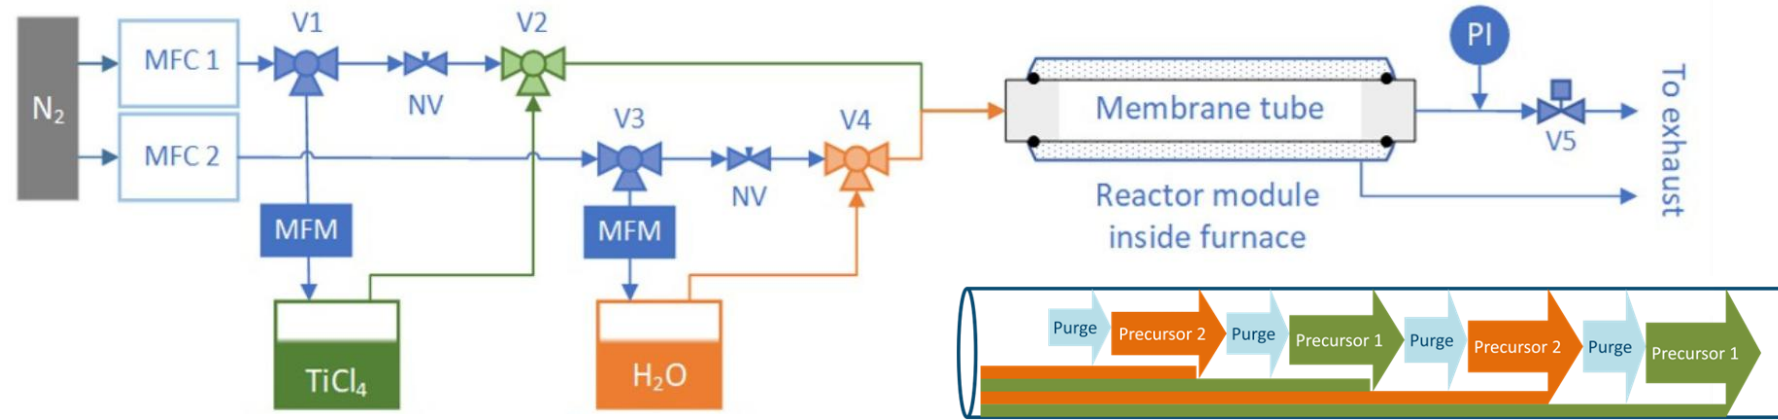 N₂
MFC 1
MFC 2
V1
NV
V2
V3
NV
V4
MFM
MFM
TiCl₄
H₂O
Membrane tube
Reactor module
inside furnace
PI
V5
To exhaust
Purge
Precursor 2
Purge
Precursor 1
Purge
Precursor 2
Purge
Precursor 1